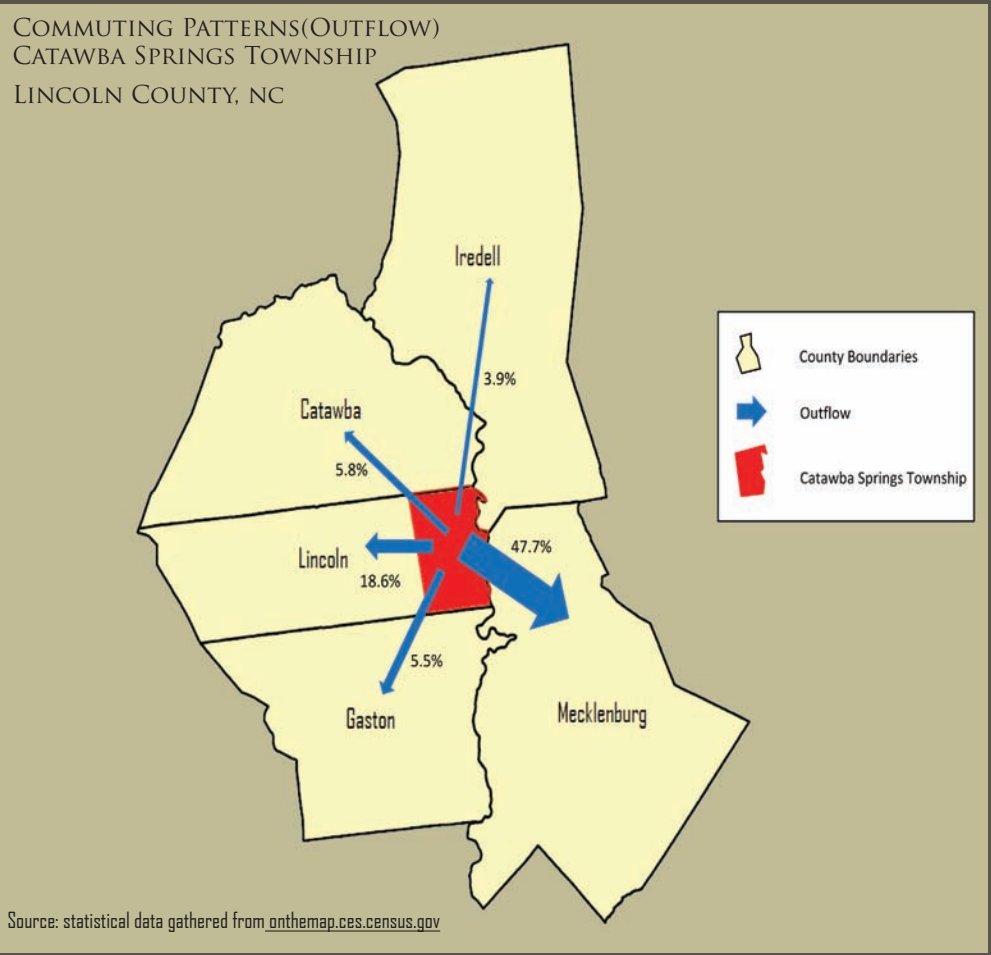 Commuting Patterns(Outflow)
Catawba Springs Township
Lincoln County, nc
Iredell
3.9%
Catawba
5.8%
Lincoln
18.6%
47.7%
5.5%
Gaston
Mecklenburg
County Boundaries
Outflow
Catawba Springs Township
Source: statistical data gathered from onthemap.ces.census.gov